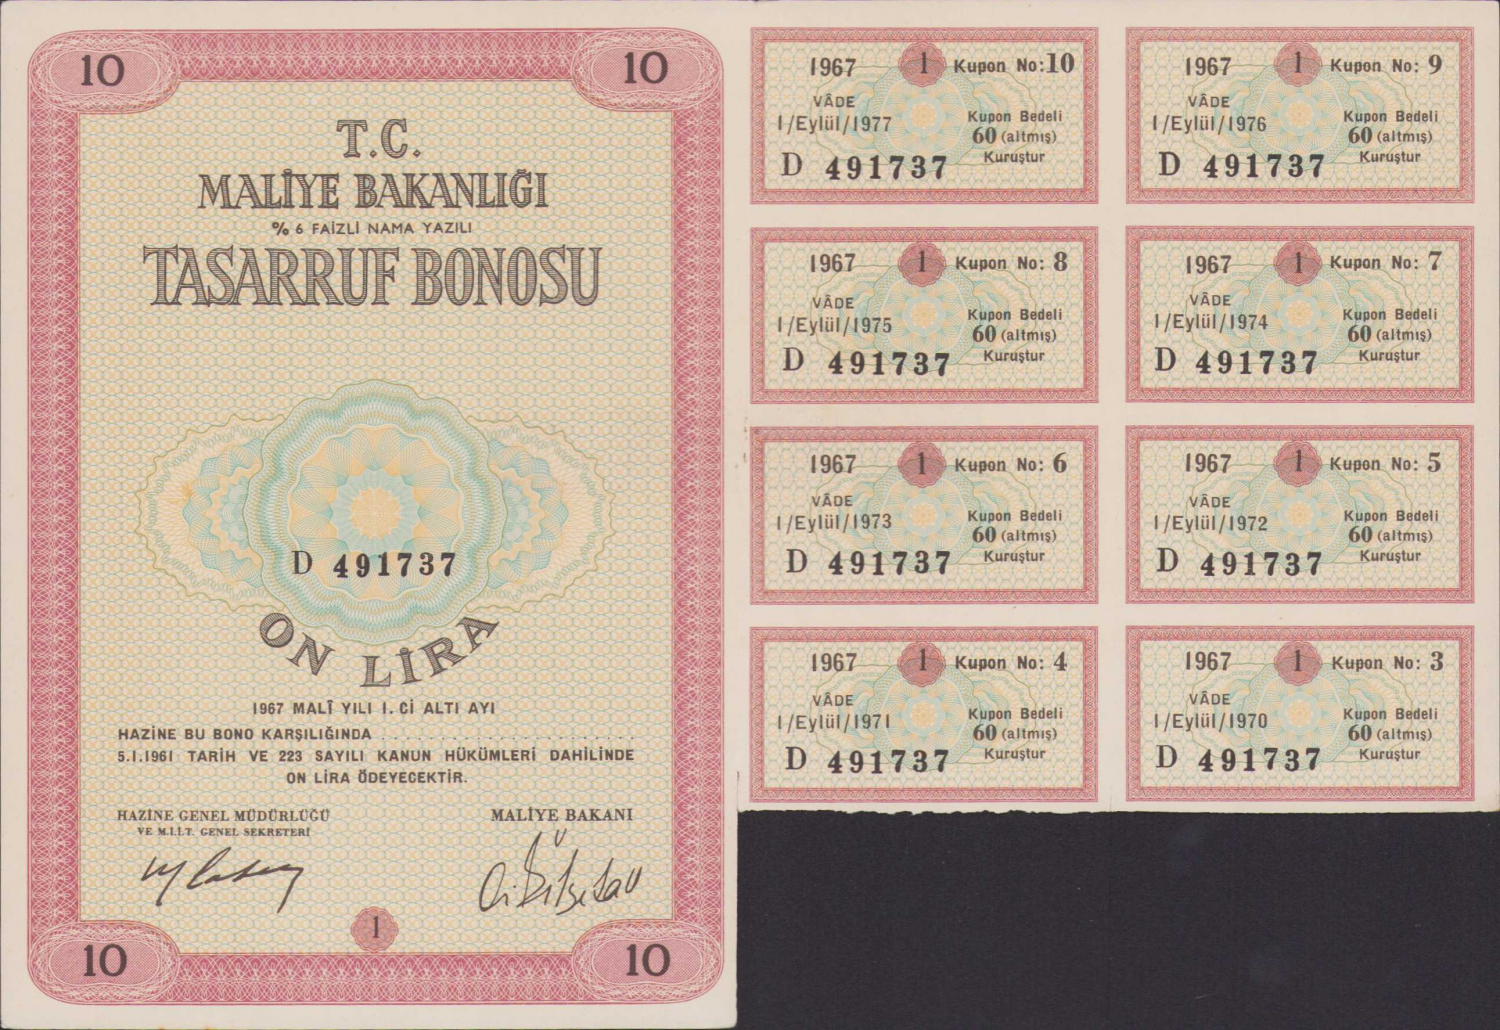 10 10
T.C.
MALİYE BAKANLIĞI
% 6 FAİZLİ NAMA YAZILI
TASARRUF BONOSU
D 491737
ON LİRA
1967 MALÎ YILI I. Cİ ALTI AYI
HAZİNE BU BONO KARŞILIĞINDA ........................
5.1.1961 TARİH VE 223 SAYILI KANUN HÜKÜMLERİ DAHİLİNDE
ON LİRA ÖDEYECEKTİR.
HAZİNE GENEL MÜDÜRLÜĞÜ
VE M.İ.İ.T. GENEL SEKRETERİ
MALİYE BAKANI
1
10 10
1967 1 Kupon No: 10
VÂDE
1/Eylül/1977
Kupon Bedeli
60 (altmış)
Kuruştur
D 491737
1967 1 Kupon No: 9
VÂDE
1/Eylül/1976
Kupon Bedeli
60 (altmış)
Kuruştur
D 491737
1967 1 Kupon No: 8
VÂDE
1/Eylül/1975
Kupon Bedeli
60 (altmış)
Kuruştur
D 491737
1967 1 Kupon No: 7
VÂDE
1/Eylül/1974
Kupon Bedeli
60 (altmış)
Kuruştur
D 491737
1967 1 Kupon No: 6
VÂDE
1/Eylül/1973
Kupon Bedeli
60 (altmış)
Kuruştur
D 491737
1967 1 Kupon No: 5
VÂDE
1/Eylül/1972
Kupon Bedeli
60 (altmış)
Kuruştur
D 491737
1967 1 Kupon No: 4
VÂDE
1/Eylül/1971
Kupon Bedeli
60 (altmış)
Kuruştur
D 491737
1967 1 Kupon No: 3
VÂDE
1/Eylül/1970
Kupon Bedeli
60 (altmış)
Kuruştur
D 491737